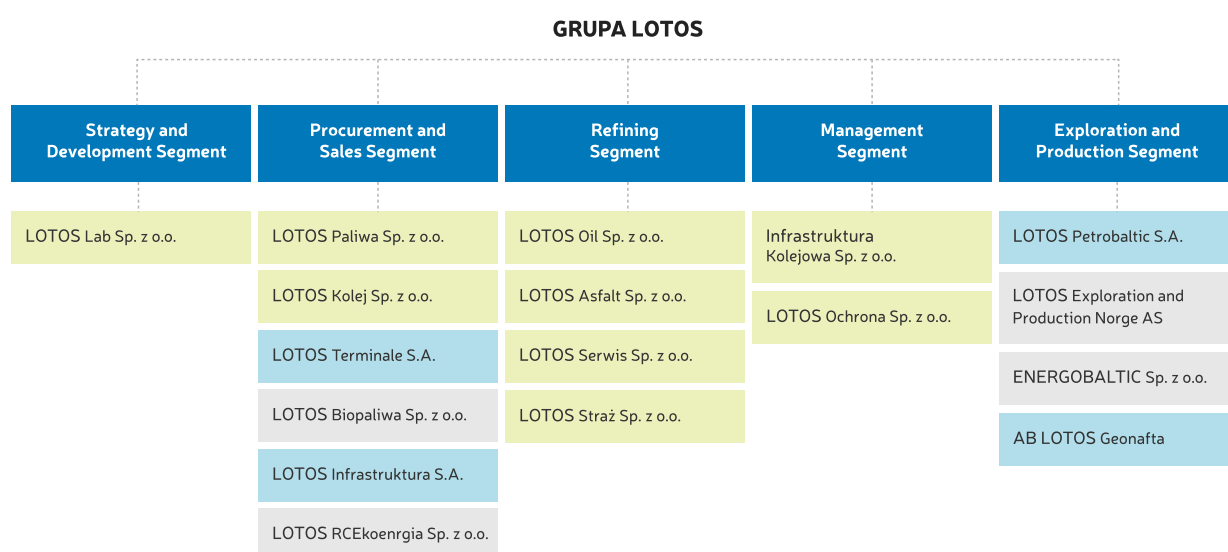 GRUPA LOTOS
Strategy and
Development Segment
LOTOS Lab Sp. z o.o.
Procurement and
Sales Segment
LOTOS Paliwa Sp. z o.o.
LOTOS Kolej Sp. z o.o.
LOTOS Terminale S.A.
LOTOS Biopaliwa Sp. z o.o.
LOTOS Infrastruktura S.A.
LOTOS RCEkoenrgia Sp. z o.o.
Refining
Segment
LOTOS Oil Sp. z o.o.
LOTOS Asfalt Sp. z o.o.
LOTOS Serwis Sp. z o.o.
LOTOS Straż Sp. z o.o.
Management
Segment
Infrastruktura
Kolejowa Sp. z o.o.
LOTOS Ochrona Sp. z o.o.
Exploration and
Production Segment
LOTOS Petrobaltic S.A.
LOTOS Exploration and
Production Norge AS
ENERGOBALTIC Sp. z o.o.
AB LOTOS Geonafta